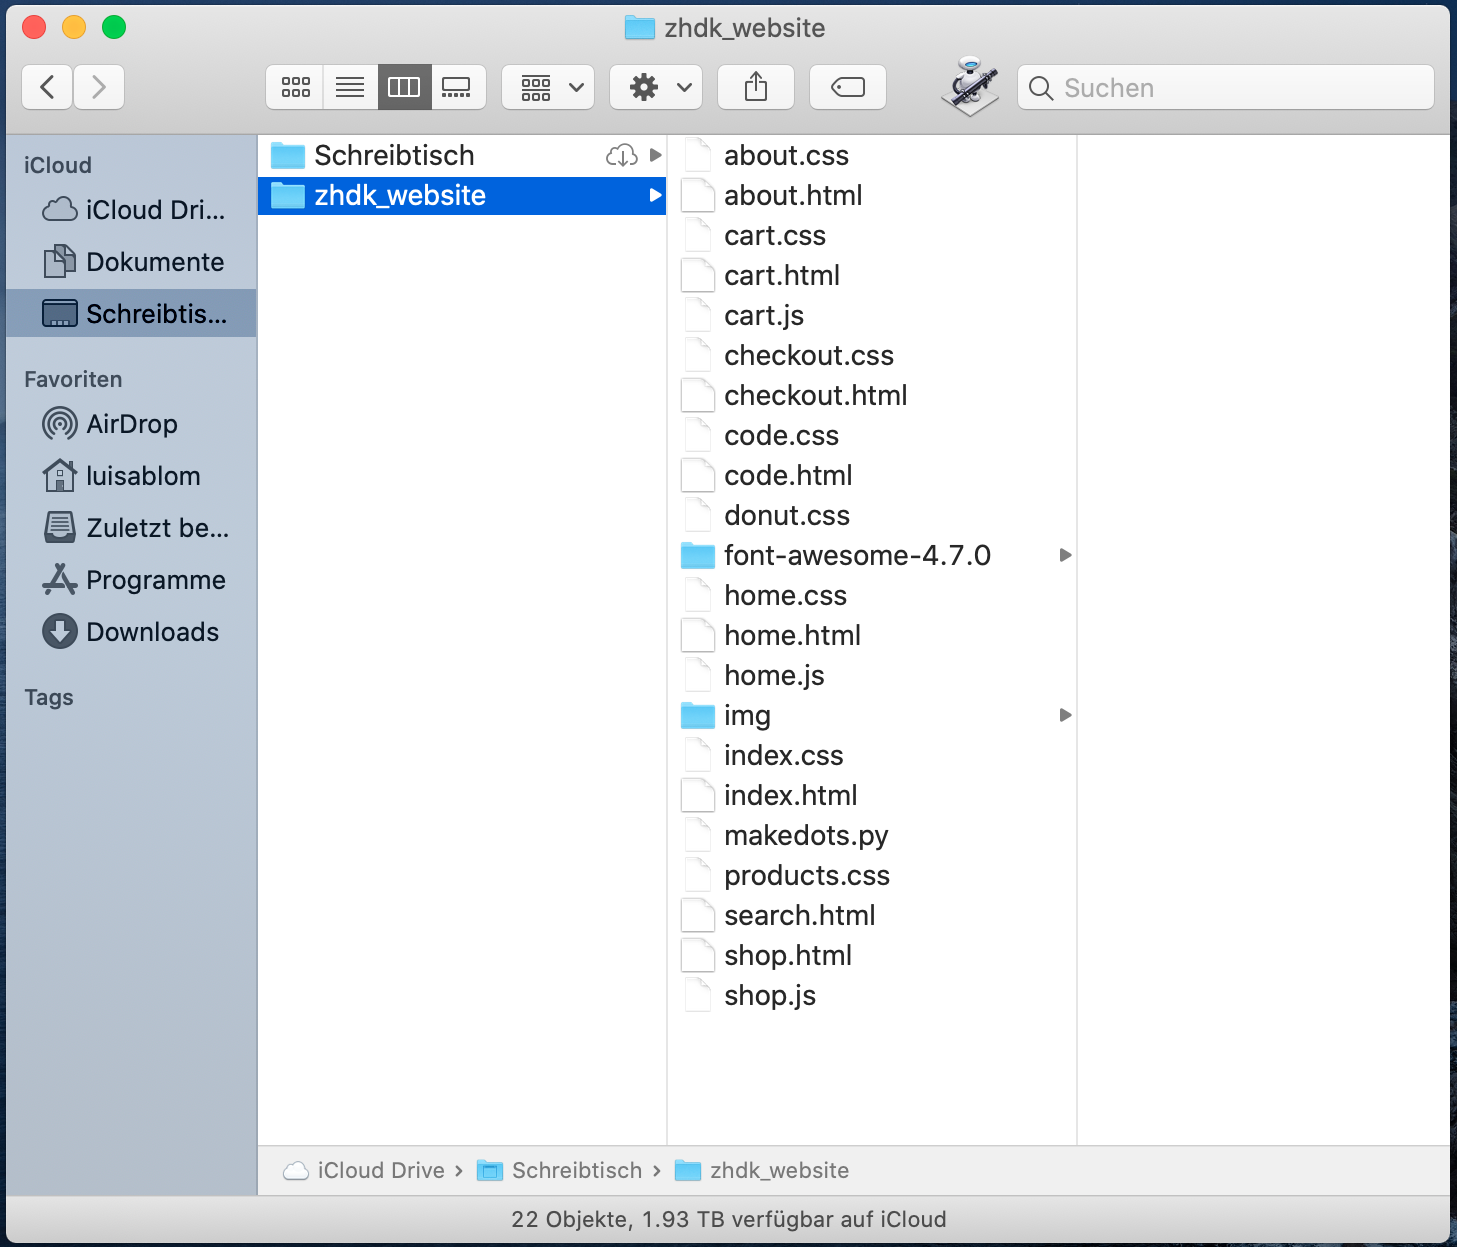 zhdk_website
Suchen
iCloud
iCloud Dri...
Dokumente
Schreibtis...
Favoriten
AirDrop
luisablom
Zuletzt be...
Programme
Downloads
Tags
Schreibtisch
zhdk_website
about.css
about.html
cart.css
cart.html
cart.js
checkout.css
checkout.html
code.css
code.html
donut.css
font-awesome-4.7.0
home.css
home.html
home.js
img
index.css
index.html
makedots.py
products.css
search.html
shop.html
shop.js
iCloud Drive › Schreibtisch › zhdk_website
22 Objekte, 1.93 TB verfügbar auf iCloud